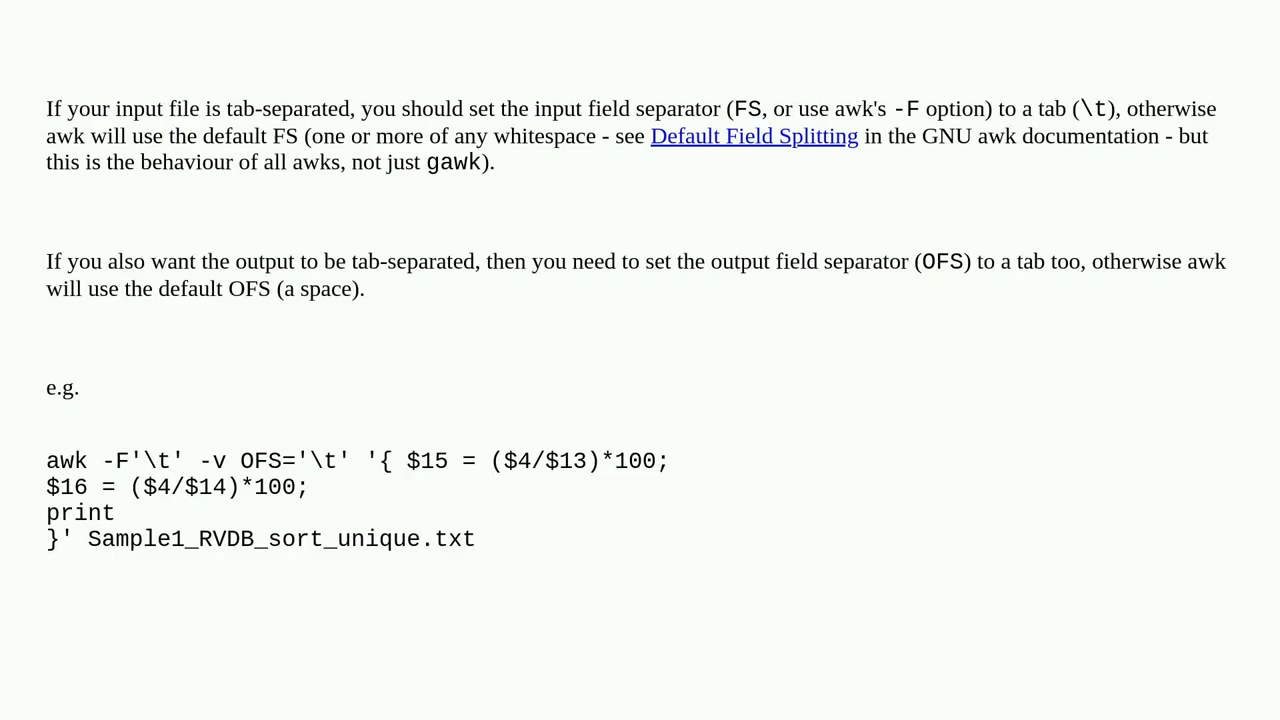 If your input file is tab-separated, you should set the input field separator (FS, or use awk's -F option) to a tab (\t), otherwise
awk will use the default FS (one or more of any whitespace - see Default Field Splitting in the GNU awk documentation - but
this is the behaviour of all awks, not just gawk).
If you also want the output to be tab-separated, then you need to set the output field separator (OFS) to a tab too, otherwise awk
will use the default OFS (a space).
e.g.
awk -F'\t' -v OFS='\t' '{ $15 = ($4/$13)*100;
$16 = ($4/$14)*100;
print
}' Sample1_RVDB_sort_unique.txt